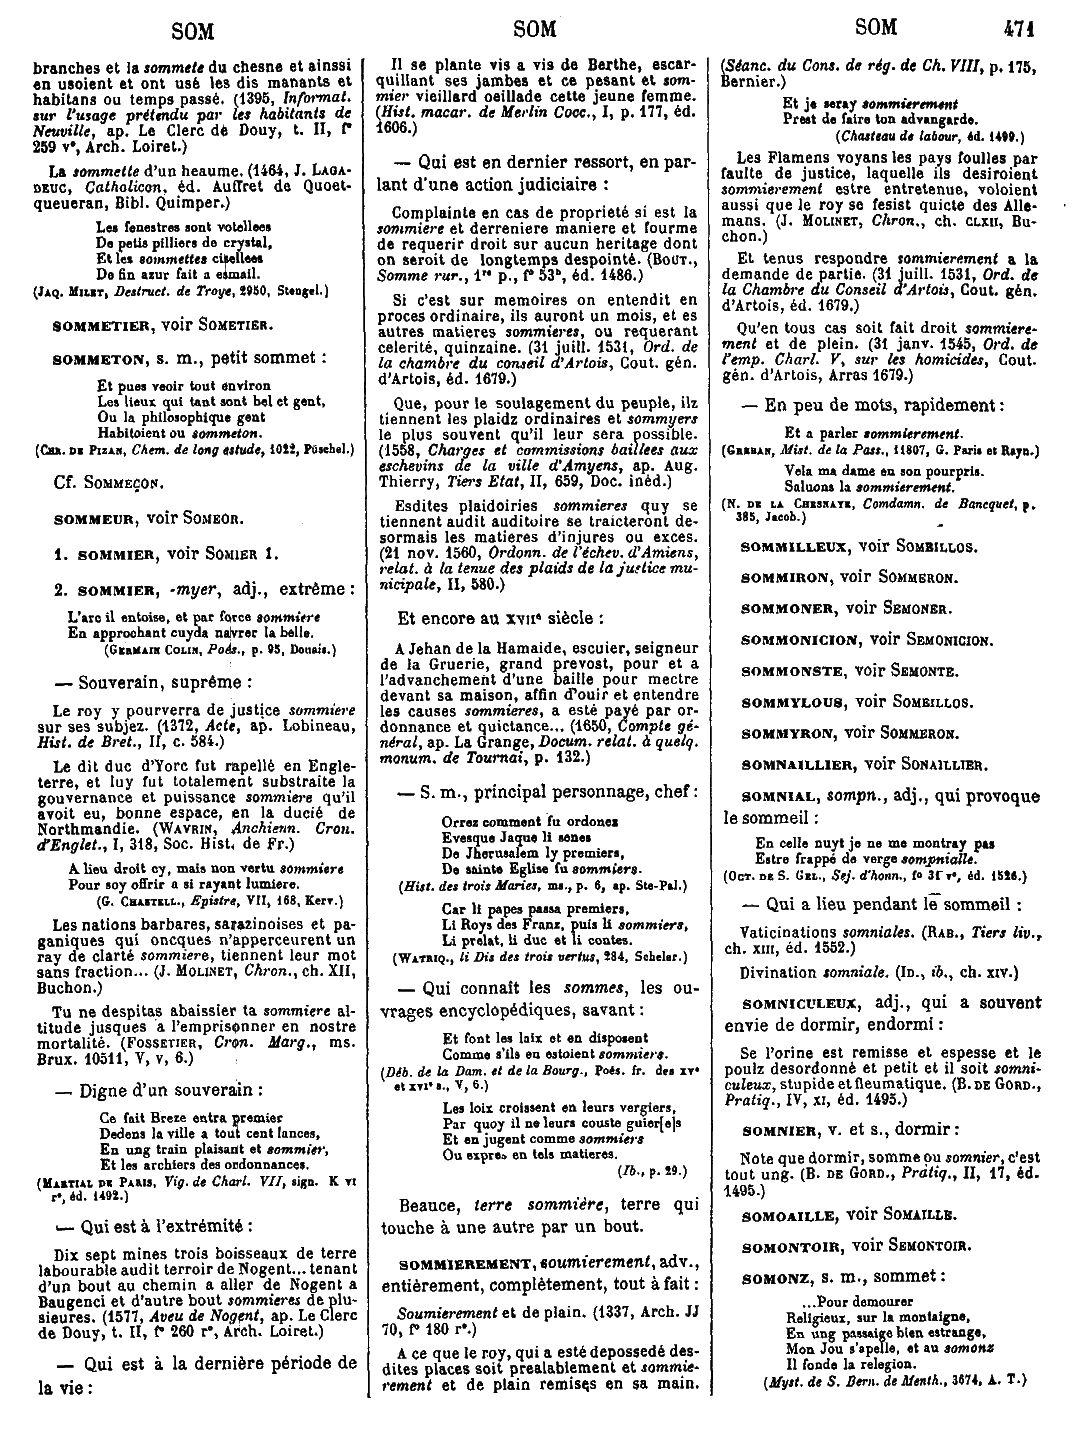 SOM
SOM
SOM 471
branches et la sommete du chesne et ainssi
en usoient et ont usé les dis manants et
habitans ou temps passé. (1395, Informat.
sur l'usage prétendu par les habitants de
Neuville, ap. Le Clerc de Douy, t. II, f°
259 v°, Arch. Loiret.)
La sommette d'un heaume. (1464, J. LAGA-
DEUC, Catholicon, éd. Auffret de Quoet-
queueran, Bibl. Quimper.)
Les fenestres sont votellees
De petis pilliers de crystal,
Et les sommettes cisellees
De fin azur fait a esmail.
(JAQ. MILET, Destruct. de Troye, 2950, Stengel.)
SOMMETIER, voir SOMETIER.
SOMMETON, s. m., petit sommet :
Et pues veoir tout environ
Les lieux qui tant sont bel et gent,
Ou la philosophique gent
Habitoient ou sommeton.
(CHR. DE PIZAN, Chem. de long estude, 1022, Püschel.)
Cf. SOMMEÇON.
SOMMEUR, voir SOMEOR.
1. SOMMIER, voir SOMIER 1.
2. SOMMIER, -myer, adj., extrême :
L'arc il entoise, et par force sommiere
En approchant cuyda navrer la belle.
(GERMAIN COLIN, Poés., p. 95, Douais.)
— Souverain, suprême :
Le roy y pourverra de justice sommiere
sur ses subjez. (1372, Acte, ap. Lobineau,
Hist. de Bret., II, c. 584.)
Le dit duc d'Yorc fut rapellé en Engle-
terre, et luy fut totalement substraite la
gouvernance et puissance sommiere qu'il
avoit eu, bonne espace, en la ducié de
Northmandie. (WAVRIN, Anchienn. Cron.
d'Englet., I, 318, Soc. Hist. de Fr.)
A lieu droit cy, mais non vertu sommiere
Pour soy offrir a si rayant lumiere.
(G. CHASTELL., Epistre, VII, 168, Kerv.)
Les nations barbares, sarazinoises et pa-
ganiques qui oncques n'apperceurent un
ray de clarté sommiere, tiennent leur mot
sans fraction... (J. MOLINET, Chron., ch. XII,
Buchon.)
Tu ne despitas abaissier ta sommiere al-
titude jusques a l'emprisonner en nostre
mortalité. (FOSSETIER, Cron. Marg., ms.
Brux. 10511, V, v, 6.)
— Digne d'un souverain :
Ce fait Breze entra premier
Dedens la ville a tout cent lances,
En ung train plaisant et sommier,
Et les archiers des ordonnances.
(MARTIAL DE PARIS, Vig. de Charl. VII, sign. K VI
r°, éd. 1492.)
— Qui est à l'extrémité :
Dix sept mines trois boisseaux de terre
labourable audit terroir de Nogent... tenant
d'un bout au chemin a aller de Nogent a
Baugenci et d'autre bout sommieres de plu-
sieures. (1577, Aveu de Nogent, ap. Le Clerc
de Douy, t. II, f° 260 r°, Arch. Loiret.)
— Qui est à la dernière période de
la vie :
Il se plante vis a vis de Berthe, escar-
quillant ses jambes et ce pesant et som-
mier vieillard oeillade cette jeune femme.
(Hist. macar. de Merlin Cocc., I, p. 177, éd.
1606.)
— Qui est en dernier ressort, en par-
lant d'une action judiciaire :
Complainte en cas de proprieté si est la
sommiere et derreniere maniere et fourme
de requerir droit sur aucun heritage dont
on seroit de longtemps despointé. (BOUT.,
Somme rur., 1re p., f° 53b, éd. 1486.)
Si c'est sur memoires on entendit en
proces ordinaire, ils auront un mois, et es
autres matieres sommieres, ou requerant
celerité, quinzaine. (31 juill. 1531, Ord. de
la chambre du conseil d'Artois, Cout. gén.
d'Artois, éd. 1679.)
Que, pour le soulagement du peuple, ilz
tiennent les plaidz ordinaires et sommyers
le plus souvent qu'il leur sera possible.
(1558, Charges et commissions baillees aux
eschevins de la ville d'Amyens, ap. Aug.
Thierry, Tiers Etat, II, 659, Doc. inéd.)
Esdites plaidoiries sommieres quy se
tiennent audit auditoire se traicteront de-
sormais les matieres d'injures ou exces.
(21 nov. 1560, Ordonn. de l'échev. d'Amiens,
relat. à la tenue des plaids de la justice mu-
nicipale, II, 580.)
Et encore au XVIIe siècle :
A Jehan de la Hamaide, escuier, seigneur
de la Gruerie, grand prevost, pour et a
l'advanchement d'une baille pour mectre
devant sa maison, affin d'ouir et entendre
les causes sommieres, a esté payé par or-
donnance et quictance... (1650, Compte gé-
néral, ap. La Grange, Docum. relat. à quelq.
monum. de Tournai, p. 132.)
— S. m., principal personnage, chef :
Orrez comment fu ordonez
Evesque Jaque li senes
De Jherusalem ly premiers,
De sainte Eglise fu sommiers.
(Hist. des trois Maries, ms., p. 6, ap. Ste-Pal.)
Car li papes passa premiers,
Li Roys des Franz, puis li sommiers,
Li prelat, li duc et li contes.
(WATRIQ., li Dis des trois vertus, 284, Scheler.)
— Qui connaît les sommes, les ou-
vrages encyclopédiques, savant :
Et font les loix et en disposent
Comme s'ils en estoient sommiers.
(Déb. de la Dam. et de la Bourg., Poés. fr. des XVe
et XVIe s., V, 6.)
Les loix croissent en leurs vergiers,
Par quoy il ne leurs couste guier[e]s
Et en jugent comme sommiers
Ou expres en tels matieres.
(Ib., p. 29.)
Beauce, terre sommière, terre qui
touche à une autre par un bout.
SOMMIEREMENT, soumierement, adv.,
entièrement, complètement, tout à fait :
Soumierement et de plain. (1337, Arch. JJ
70, f° 180 r°.)
A ce que le roy, qui a esté depossedé des-
dites places soit prealablement et sommie-
rement et de plain remises en sa main.
(Séanc. du Cons. de rég. de Ch. VIII, p. 175,
Bernier.)
Et je seray sommierement
Prest de faire ton advangarde.
(Chasteau de labour, éd. 1499.)
Les Flamens voyans les pays foulles par
faulte de justice, laquelle ils desiroient
sommierement estre entretenue, voloient
aussi que le roy se fesist quicte des Alle-
mans. (J. MOLINET, Chron., ch. CLXII, Bu-
chon.)
Et tenus respondre sommierement a la
demande de partie. (31 juill. 1531, Ord. de
la Chambre du Conseil d'Artois, Cout. gén.
d'Artois, éd. 1679.)
Qu'en tous cas soit fait droit sommiere-
ment et de plein. (31 janv. 1545, Ord. de
l'emp. Charl. V, sur les homicides, Cout.
gén. d'Artois, Arras 1679.)
— En peu de mots, rapidement :
Et a parler sommierement.
(GREBAN, Mist. de la Pass., 11807, G. Paris et Rayn.)
Vela ma dame en son pourpris.
Saluons la sommierement.
(N. DE LA CHESNAYE, Comdamn. de Bancquet, p.
385, Jacob.)
SOMMILLEUX, voir SOMBILLOS.
SOMMIRON, voir SOMMERON.
SOMMONER, voir SEMONER.
SOMMONICION, voir SEMONICION.
SOMMONSTE, voir SEMONTE.
SOMMYLOUS, voir SOMEILLOS.
SOMMYRON, voir SOMMERON.
SOMNAILLIER, voir SONAILLIER.
SOMNIAL, sompn., adj., qui provoque
le sommeil :
En celle nuyt je ne me montray pas
Estre frappé de verge sompnialle.
(OCT. DE S. GEL., Sej. d'honn., fo 3f r°, éd. 1526.)
— Qui a lieu pendant le sommeil :
Vaticinations somniales. (RAB., Tiers liv.,
ch. XIII, éd. 1552.)
Divination somniale. (ID., ib., ch. XIV.)
SOMNICULEUX, adj., qui a souvent
envie de dormir, endormi :
Se l'orine est remisse et espesse et le
poulz desordonné et petit et il soit somni-
culeux, stupide et fleumatique. (B. DE GORD.,
Pratiq., IV, XI, éd. 1495.)
SOMNIER, v. et s., dormir :
Note que dormir, somme ou somnier, c'est
tout ung. (B. DE GORD., Pratiq., II, 17, éd.
1495.)
SOMOAILLE, voir SOMAILLE.
SOMONTOIR, voir SEMONTOIR.
SOMONZ, s. m., sommet :
...Pour demourer
Religieux, sur la montaigne,
En ung passaige bien estrange,
Mon Jou s'apelle, et au somonz
Il fonde la relegion.
(Myst. de S. Bern. de Menth., 3674, A. T.)